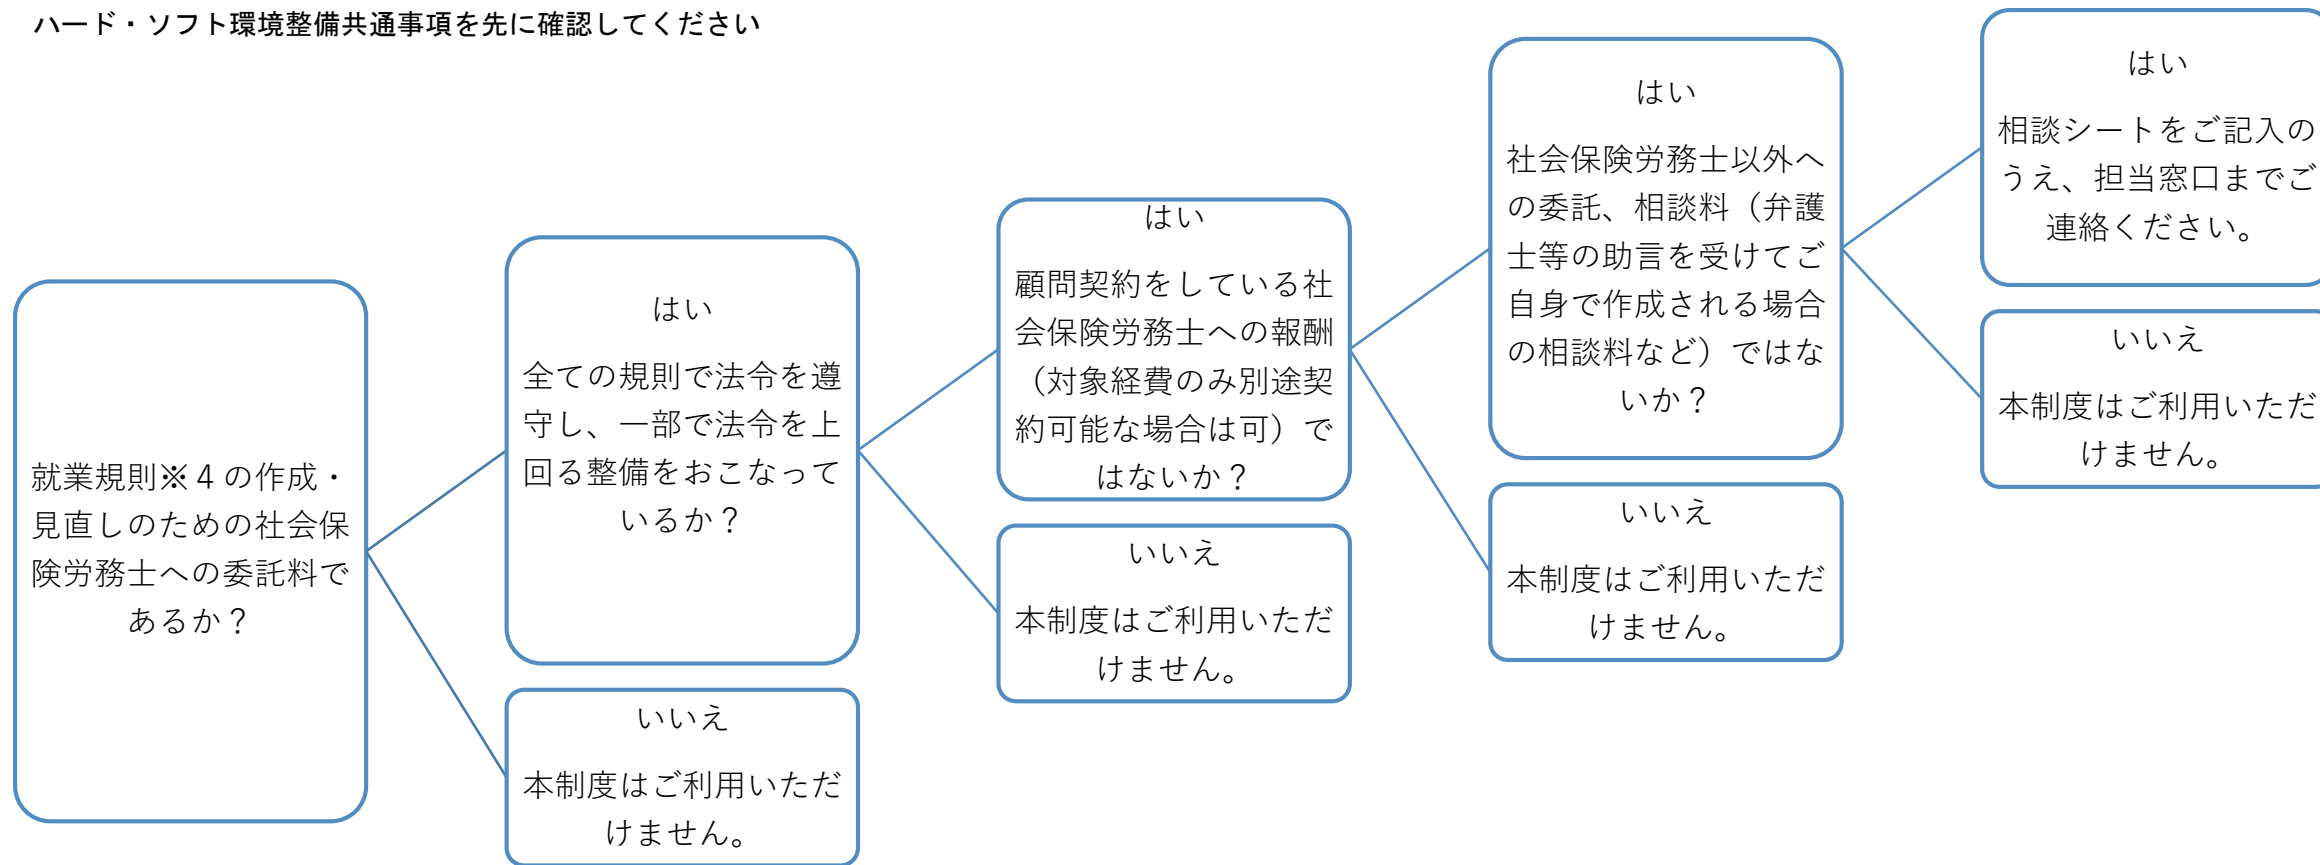 ハード・ソフト環境整備共通事項を先に確認してください
就業規則※４の作成・
見直しのための社会保
険労務士への委託料で
あるか？
はい
全ての規則で法令を遵
守し、一部で法令を上
回る整備をおこなって
いるか？
いいえ
本制度はご利用いただ
けません。
はい
顧問契約をしている社
会保険労務士への報酬
（対象経費のみ別途契
約可能な場合は可）で
はないか？
いいえ
本制度はご利用いただ
けません。
はい
社会保険労務士以外へ
の委託、相談料（弁護
士等の助言を受けてご
自身で作成される場合
の相談料など）ではな
いか？
いいえ
本制度はご利用いただ
けません。
はい
相談シートをご記入の
うえ、担当窓口までご
連絡ください。
いいえ
本制度はご利用いただ
けません。